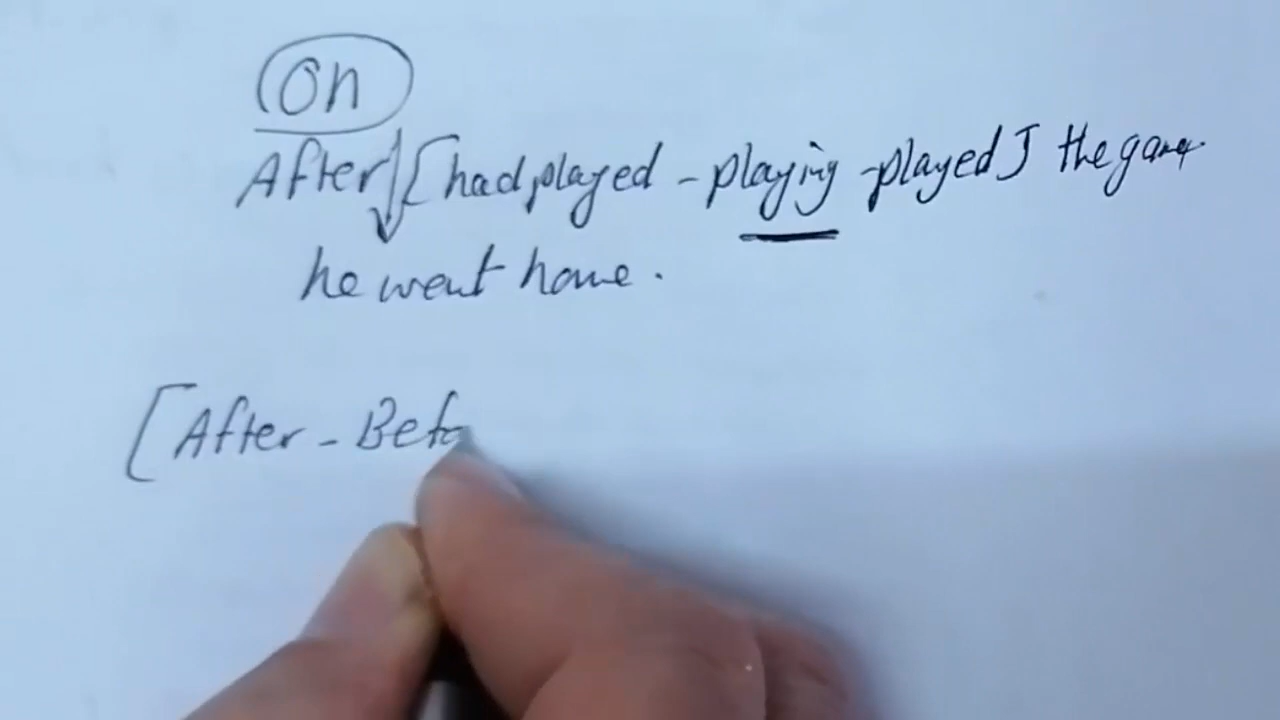 On
After [had played - playing - played] the game.
he went home.
[After - Befo